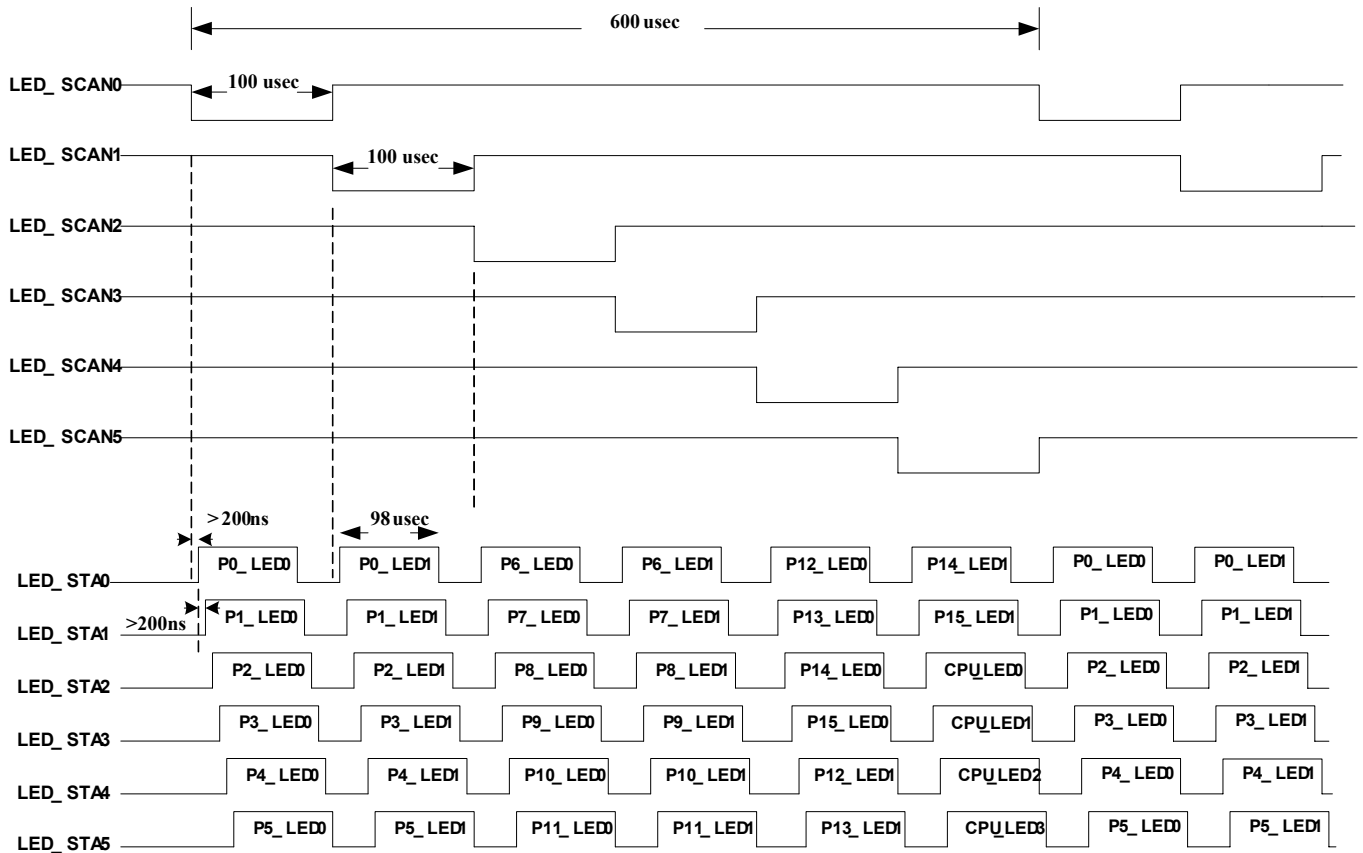 600 usec
LED_ SCAN0
100 usec
LED_ SCAN1
100 usec
LED_ SCAN2
LED_ SCAN3
LED_ SCAN4
LED_ SCAN5
>200ns
98 usec
LED_ STA0 P0_ LED0 P0_ LED1 P6_ LED0 P6_ LED1 P12_ LED0 P14_ LED1 P0_ LED0 P0_ LED1
>200ns
LED_ STA1 P1_ LED0 P1_ LED1 P7_ LED0 P7_ LED1 P13_ LED0 P15_ LED1 P1_ LED0 P1_ LED1
LED_ STA2 P2_ LED0 P2_ LED1 P8_ LED0 P8_ LED1 P14_ LED0 CPU_LED0 P2_ LED0 P2_ LED1
LED_ STA3 P3_ LED0 P3_ LED1 P9_ LED0 P9_ LED1 P15_ LED0 CPU_LED1 P3_ LED0 P3_ LED1
LED_ STA4 P4_ LED0 P4_ LED1 P10_ LED0 P10_ LED1 P12_ LED1 CPU_LED2 P4_ LED0 P4_ LED1
LED_ STA5 P5_ LED0 P5_ LED1 P11_ LED0 P11_ LED1 P13_ LED1 CPU_LED3 P5_ LED0 P5_ LED1